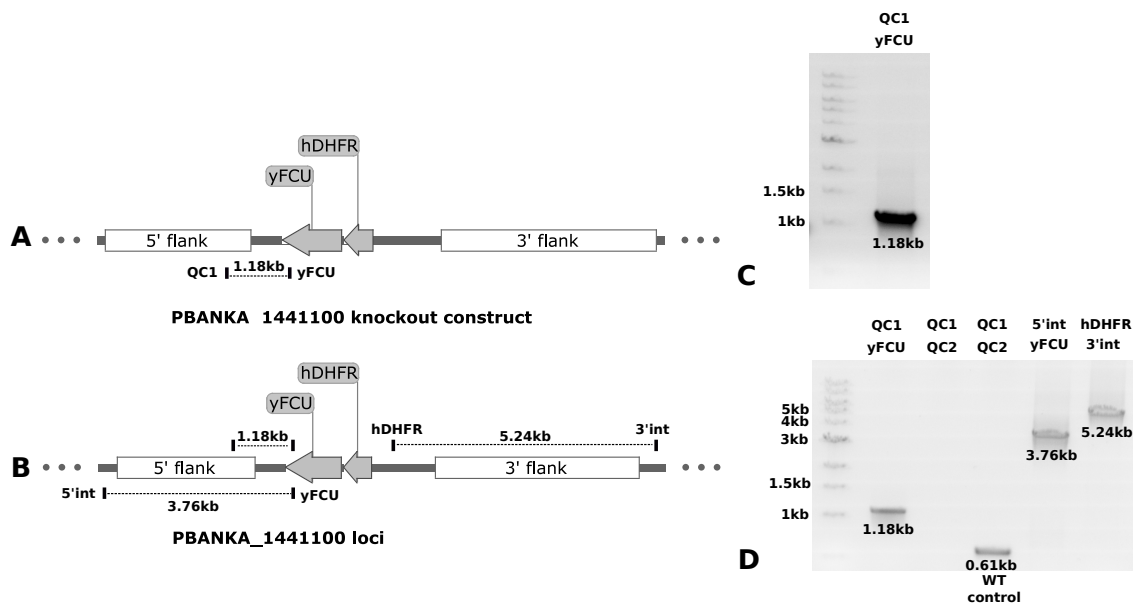 A
hDHFR
yFCU
5' flank
3' flank
QC1
1.18kb
yFCU
PBANKA 1441100 knockout construct
B
hDHFR
yFCU
1.18kb
hDHFR
5.24kb
3'int
5' flank
3' flank
5'int
3.76kb
yFCU
PBANKA_1441100 loci
C
QC1
yFCU
1.5kb
1kb
1.18kb
D
QC1 QC1 QC1 5'int hDHFR
yFCU QC2 QC2 yFCU 3'int
5kb
4kb
3kb
1.5kb
1kb
1.18kb
0.61kb
WT
control
3.76kb
5.24kb